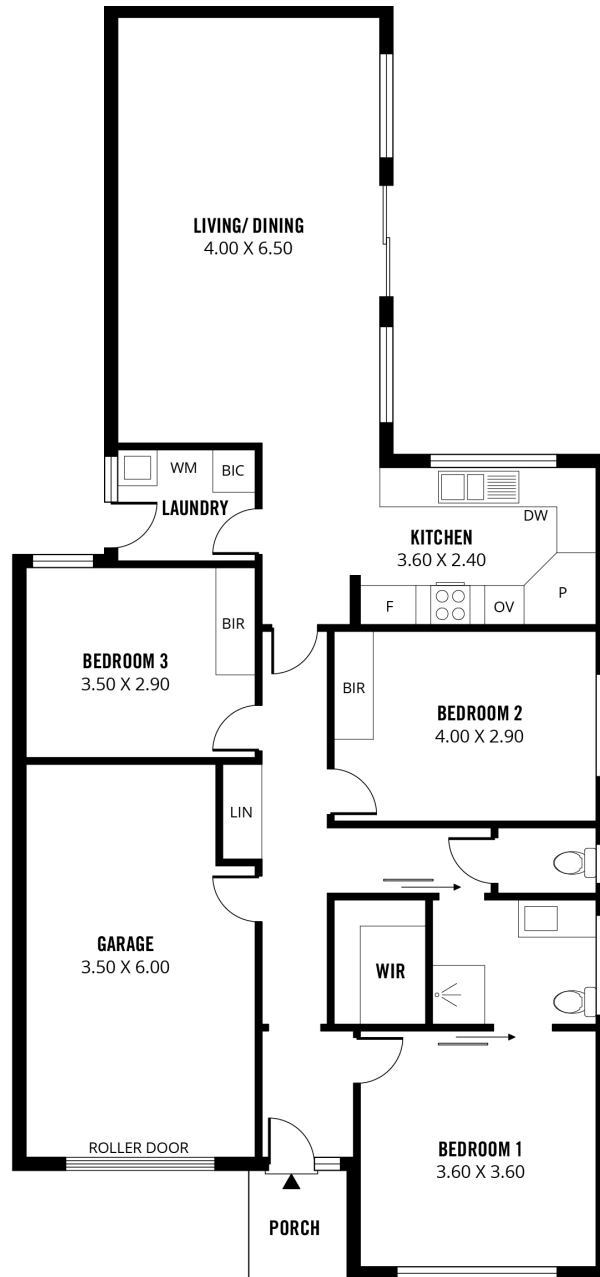 LIVING/ DINING
4.00 X 6.50
WM
BIC
LAUNDRY
DW
KITCHEN
3.60 X 2.40
P
F
OV
BIR
BEDROOM 3
3.50 X 2.90
BIR
BEDROOM 2
4.00 X 2.90
LIN
GARAGE
3.50 X 6.00
WIR
ROLLER DOOR
BEDROOM 1
3.60 X 3.60
PORCH